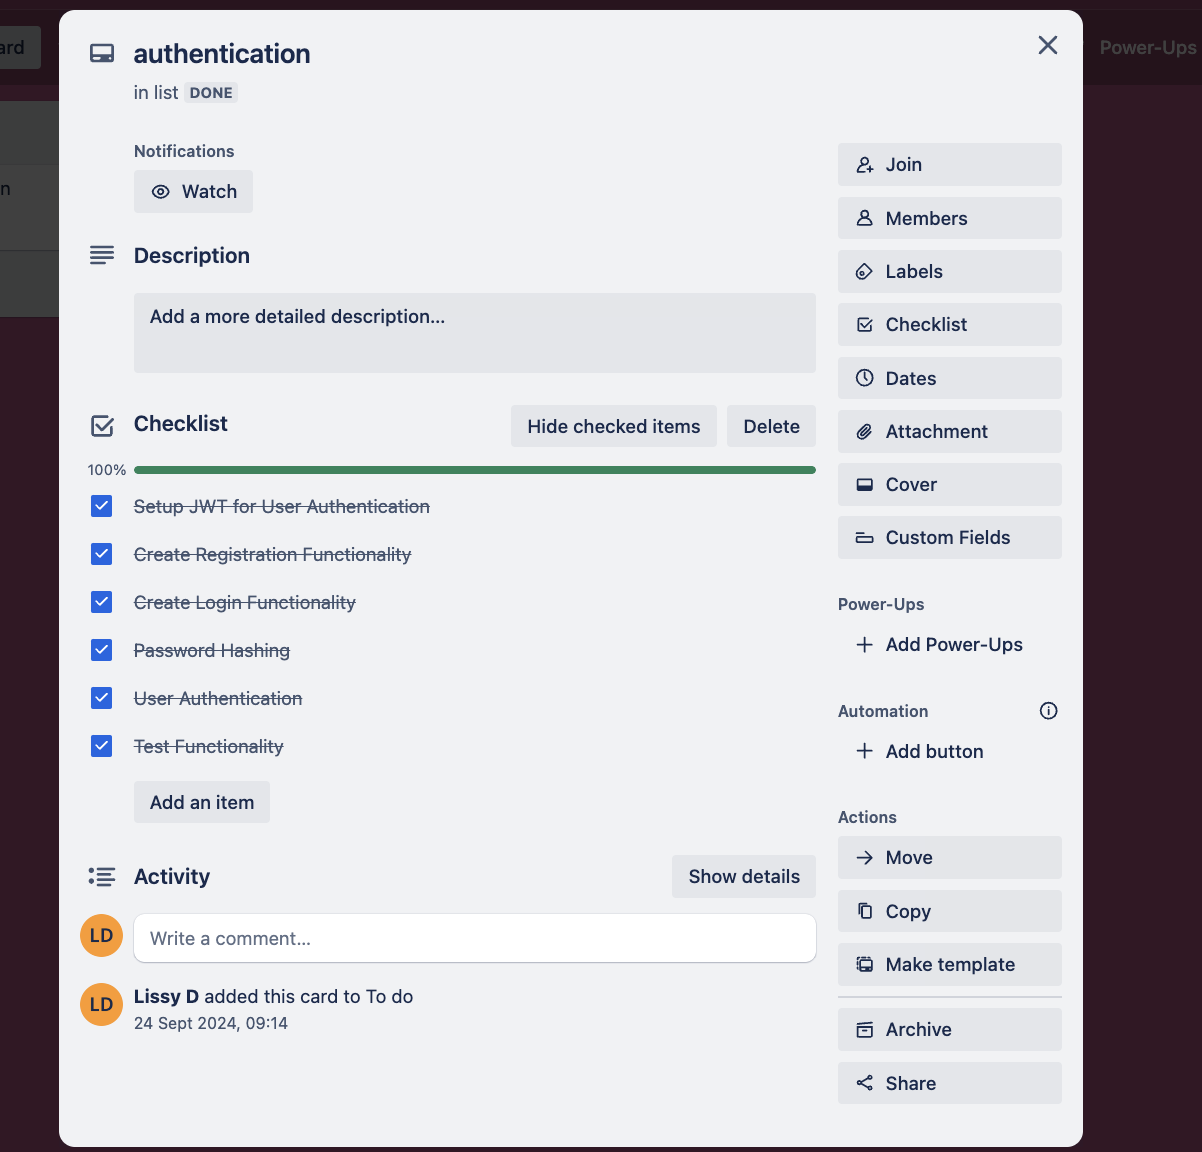 ard
Power-Ups
n
authentication
in list DONE
Notifications
Watch
Description
Add a more detailed description...
Checklist
Hide checked items
Delete
100%
Setup JWT for User Authentication
Create Registration Functionality
Create Login Functionality
Password Hashing
User Authentication
Test Functionality
Add an item
Activity
Show details
LD
Write a comment...
LD
Lissy D added this card to To do
24 Sept 2024, 09:14
Join
Members
Labels
Checklist
Dates
Attachment
Cover
Custom Fields
Power-Ups
Add Power-Ups
Automation
Add button
Actions
Move
Copy
Make template
Archive
Share